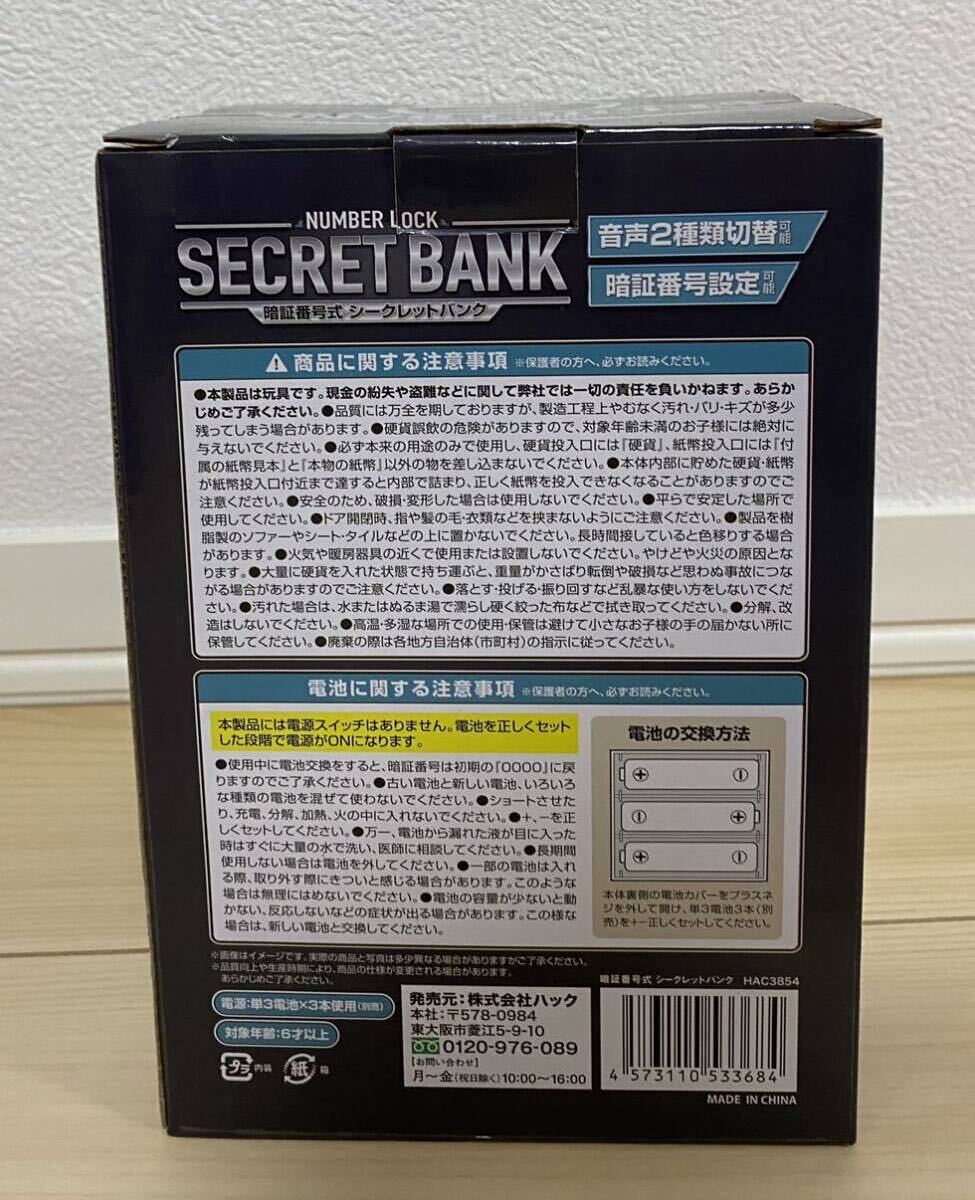 NUMBER LOCK
SECRET BANK
暗証番号式 シークレットバンク
音声2種類切替可能
暗証番号設定可能
商品に関する注意事項 ※保護者の方へ、必ずお読みください。
●本製品は玩具です。現金の紛失や盗難などに関して弊社では一切の責任を負いかねます。あらか
じめご了承ください。●品質には万全を期しておりますが、製造工程上やむなく汚れ・バリ・キズが多少
残ってしまう場合があります。●硬貨誤飲の危険がありますので、対象年齢未満のお子様には絶対に
与えないでください。●必ず本来の用途のみで使用し、硬貨投入口には『硬貨』、紙幣投入口には『付
属の紙幣見本』と『本物の紙幣』以外の物を差し込まないでください。●本体内部に貯めた硬貨・紙幣
が紙幣投入口付近まで達すると内部で詰まり、正しく紙幣を投入できなくなることがありますのでご
注意ください。●安全のため、破損・変形した場合は使用しないでください。●平らで安定した場所で
使用してください。●ドア開閉時、指や髪の毛・衣類などを挟まないようにご注意ください。●製品を樹
脂製のソファーやシート・タイルなどの上に置かないでください。長時間接していると色移りする場合
があります。●火気や暖房器具の近くで使用または設置しないでください。やけどや火災の原因とな
ります。●大量に硬貨を入れた状態で持ち運ぶと、重量がかさばり転倒や破損など思わぬ事故につな
がる場合がありますのでご注意ください。●落とす・投げる・振り回すなど乱暴な使い方をしないでくだ
さい。●汚れた場合は、水またはぬるま湯で濡らし硬く絞った布などで拭き取ってください。●分解、改
造はしないでください。●高温・多湿な場所での使用・保管は避けて小さなお子様の手の届かない所に
保管してください。●廃棄の際は各地方自治体(市町村)の指示に従ってください。
電池に関する注意事項 ※保護者の方へ、必ずお読みください。
本製品には電源スイッチはありません。電池を正しくセット
した段階で電源がONになります。
●使用中に電池交換をすると、暗証番号は初期の『0000』に戻
りますのでご了承ください。●古い電池と新しい電池、いろいろ
な種類の電池を混ぜて使わないでください。●ショートさせた
り、充電、分解、加熱、火の中に入れないでください。●+、−を正
しくセットしてください。●万一、電池から漏れた液が目に入った
時はすぐに大量の水で洗い、医師に相談してください。●長期間
使用しない場合は電池を外してください。●一部の電池は入れ
る際、取り外す際にきついと感じる場合があります。このような
場合は無理にはめないでください。●電池の容量が少ないと動
かない、反応しないなどの症状が出る場合があります。この様な
場合は、新しい電池と交換してください。
電池の交換方法
本体裏側の電池カバーをプラスネ
ジを外して開け、単3電池3本(別
売)を+−正しくセットしてください。
※画像はイメージです。実際の商品と写真は多少異なる場合がありますがご了承ください。
※品質向上や生産時期により、商品の仕様が変更される場合があります。
あらかじめご了承ください。
電源:単3電池×3本使用(別売)
対象年齢:6才以上
プラ 内装
紙 箱
発売元:株式会社ハック
本社:〒578-0984
東大阪市菱江5-9-10
0120-976-089
【お問い合わせ】
月〜金(祝日除く)10:00〜16:00
暗証番号式 シークレットバンク HAC3854
4 573110 533684
MADE IN CHINA